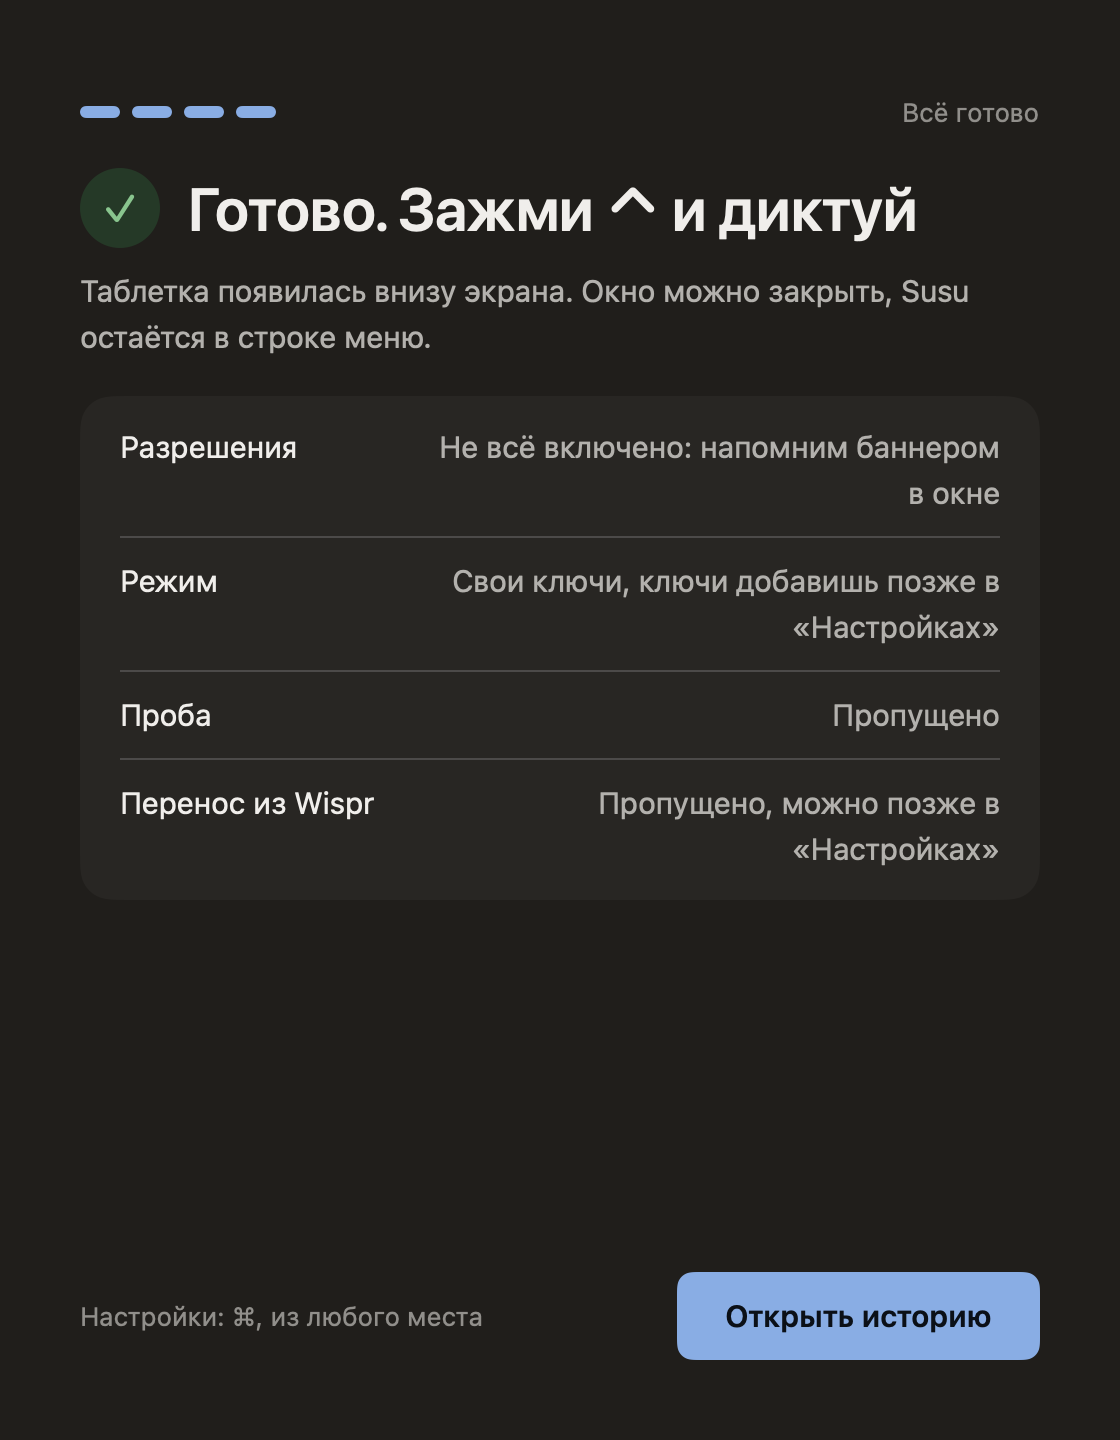 Всё готово
Готово. Зажми ⌃ и диктуй
Таблетка появилась внизу экрана. Окно можно закрыть, Susu
остаётся в строке меню.
Разрешения
Не всё включено: напомним баннером
в окне
Режим
Свои ключи, ключи добавишь позже в
«Настройках»
Проба
Пропущено
Перенос из Wispr
Пропущено, можно позже в
«Настройках»
Настройки: ⌘, из любого места
Открыть историю